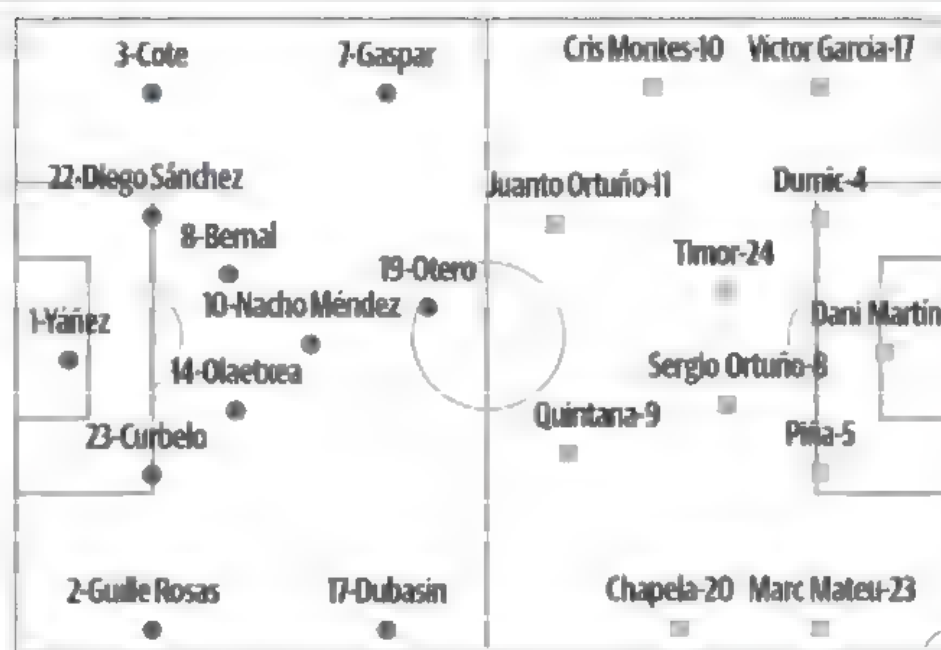 3-Cote
7-Gaspar
Cris Montes-10
Víctor García-17
22-Diego Sánchez
Juanto Ortuño-11
Dumic-4
8-Bernal
Timor-24
19-Otero
10-Nacho Méndez
1-Yáñez
Dani Martín
14-Olaetxea
Sergio Ortuño-8
23-Curbelo
Quintana-9
Piña-5
2-Guille Rosas
17-Dubasin
Chapela-20
Marc Mateu-23